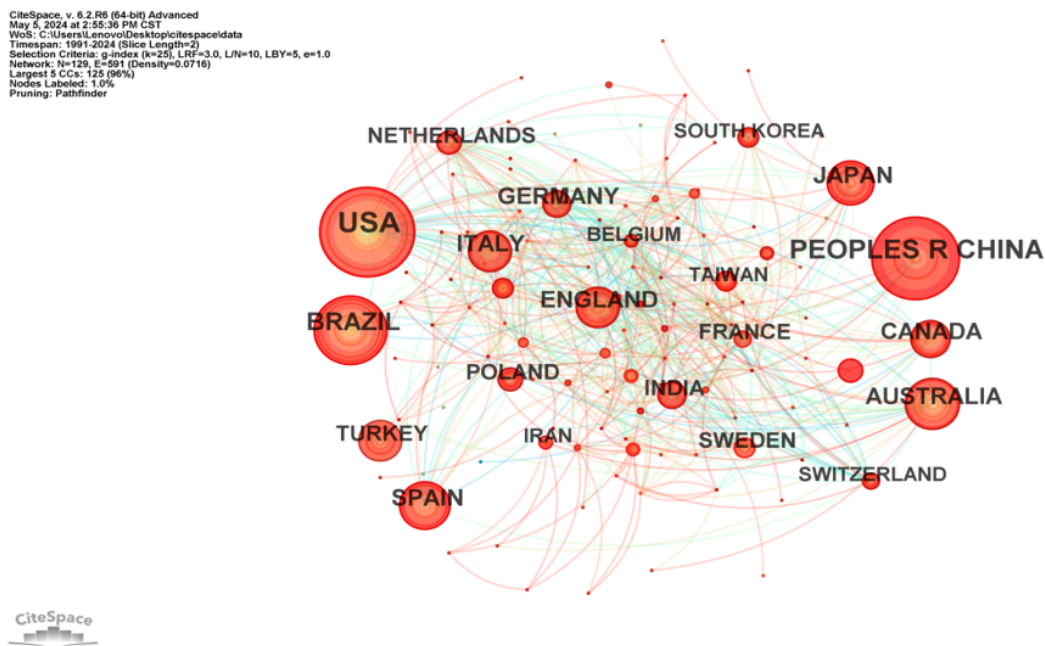 CiteSpace, v. 6.2.R6 (64-bit) Advanced
May 5, 2024 at 2:55:36 PM CST
WoS: C:\Users\Lenovo\Desktop\citespace\data
Timespan: 1991-2024 (Slice Length=2)
Selection Criteria: g-index (k=25), LRF=3.0, L/N=10, LBY=5, e=1.0
Network: N=129, E=591 (Density=0.0716)
Largest 5 CCs: 125 (96%)
Nodes Labeled: 1.0%
Pruning: Pathfinder
NETHERLANDS
SOUTH KOREA
JAPAN
GERMANY
USA
BELGIUM
ITALY
PEOPLES R CHINA
TAIWAN
ENGLAND
BRAZIL
FRANCE
CANADA
POLAND
INDIA
AUSTRALIA
TURKEY
IRAN
SWEDEN
SWITZERLAND
SPAIN
CiteSpace